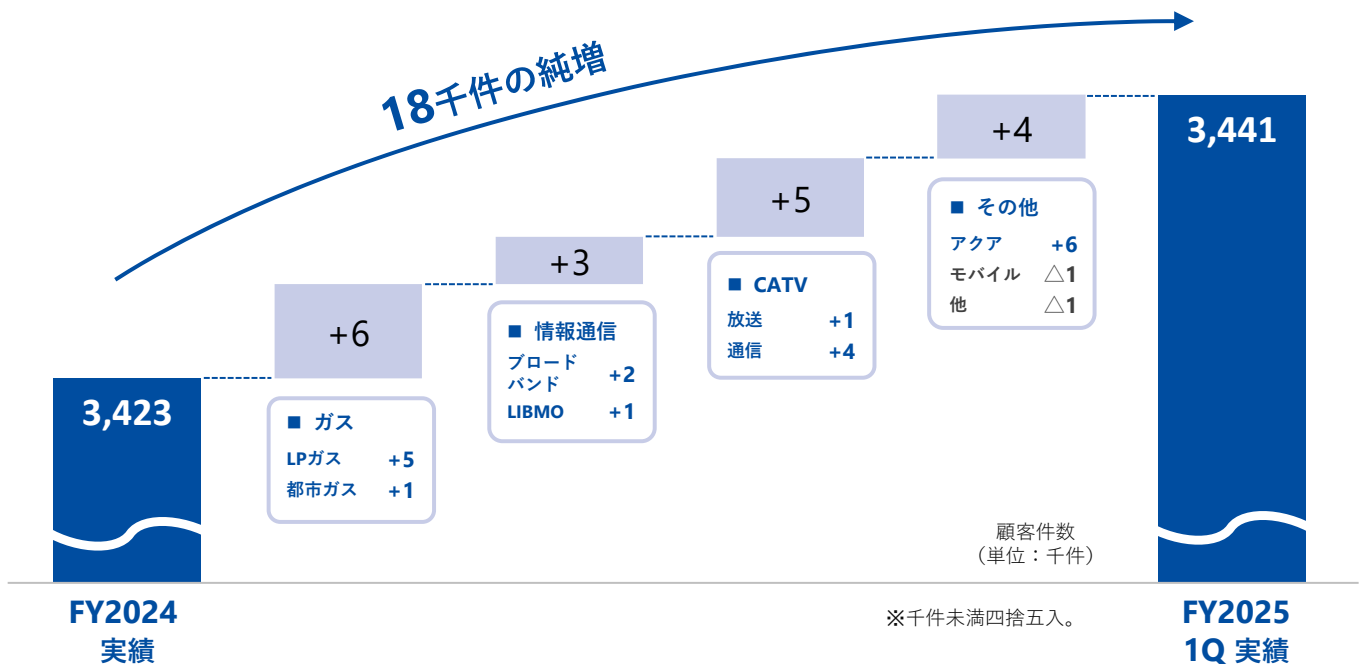 18千件の純増
3,423
+6
■ ガス
LPガス +5
都市ガス +1
+3
■ 情報通信
ブロード
バンド +2
LIBMO +1
+5
■ CATV
放送 +1
通信 +4
+4
■ その他
アクア +6
モバイル △1
他 △1
3,441
顧客件数
(単位：千件)
FY2024
実績
※千件未満四捨五入。
FY2025
1Q 実績